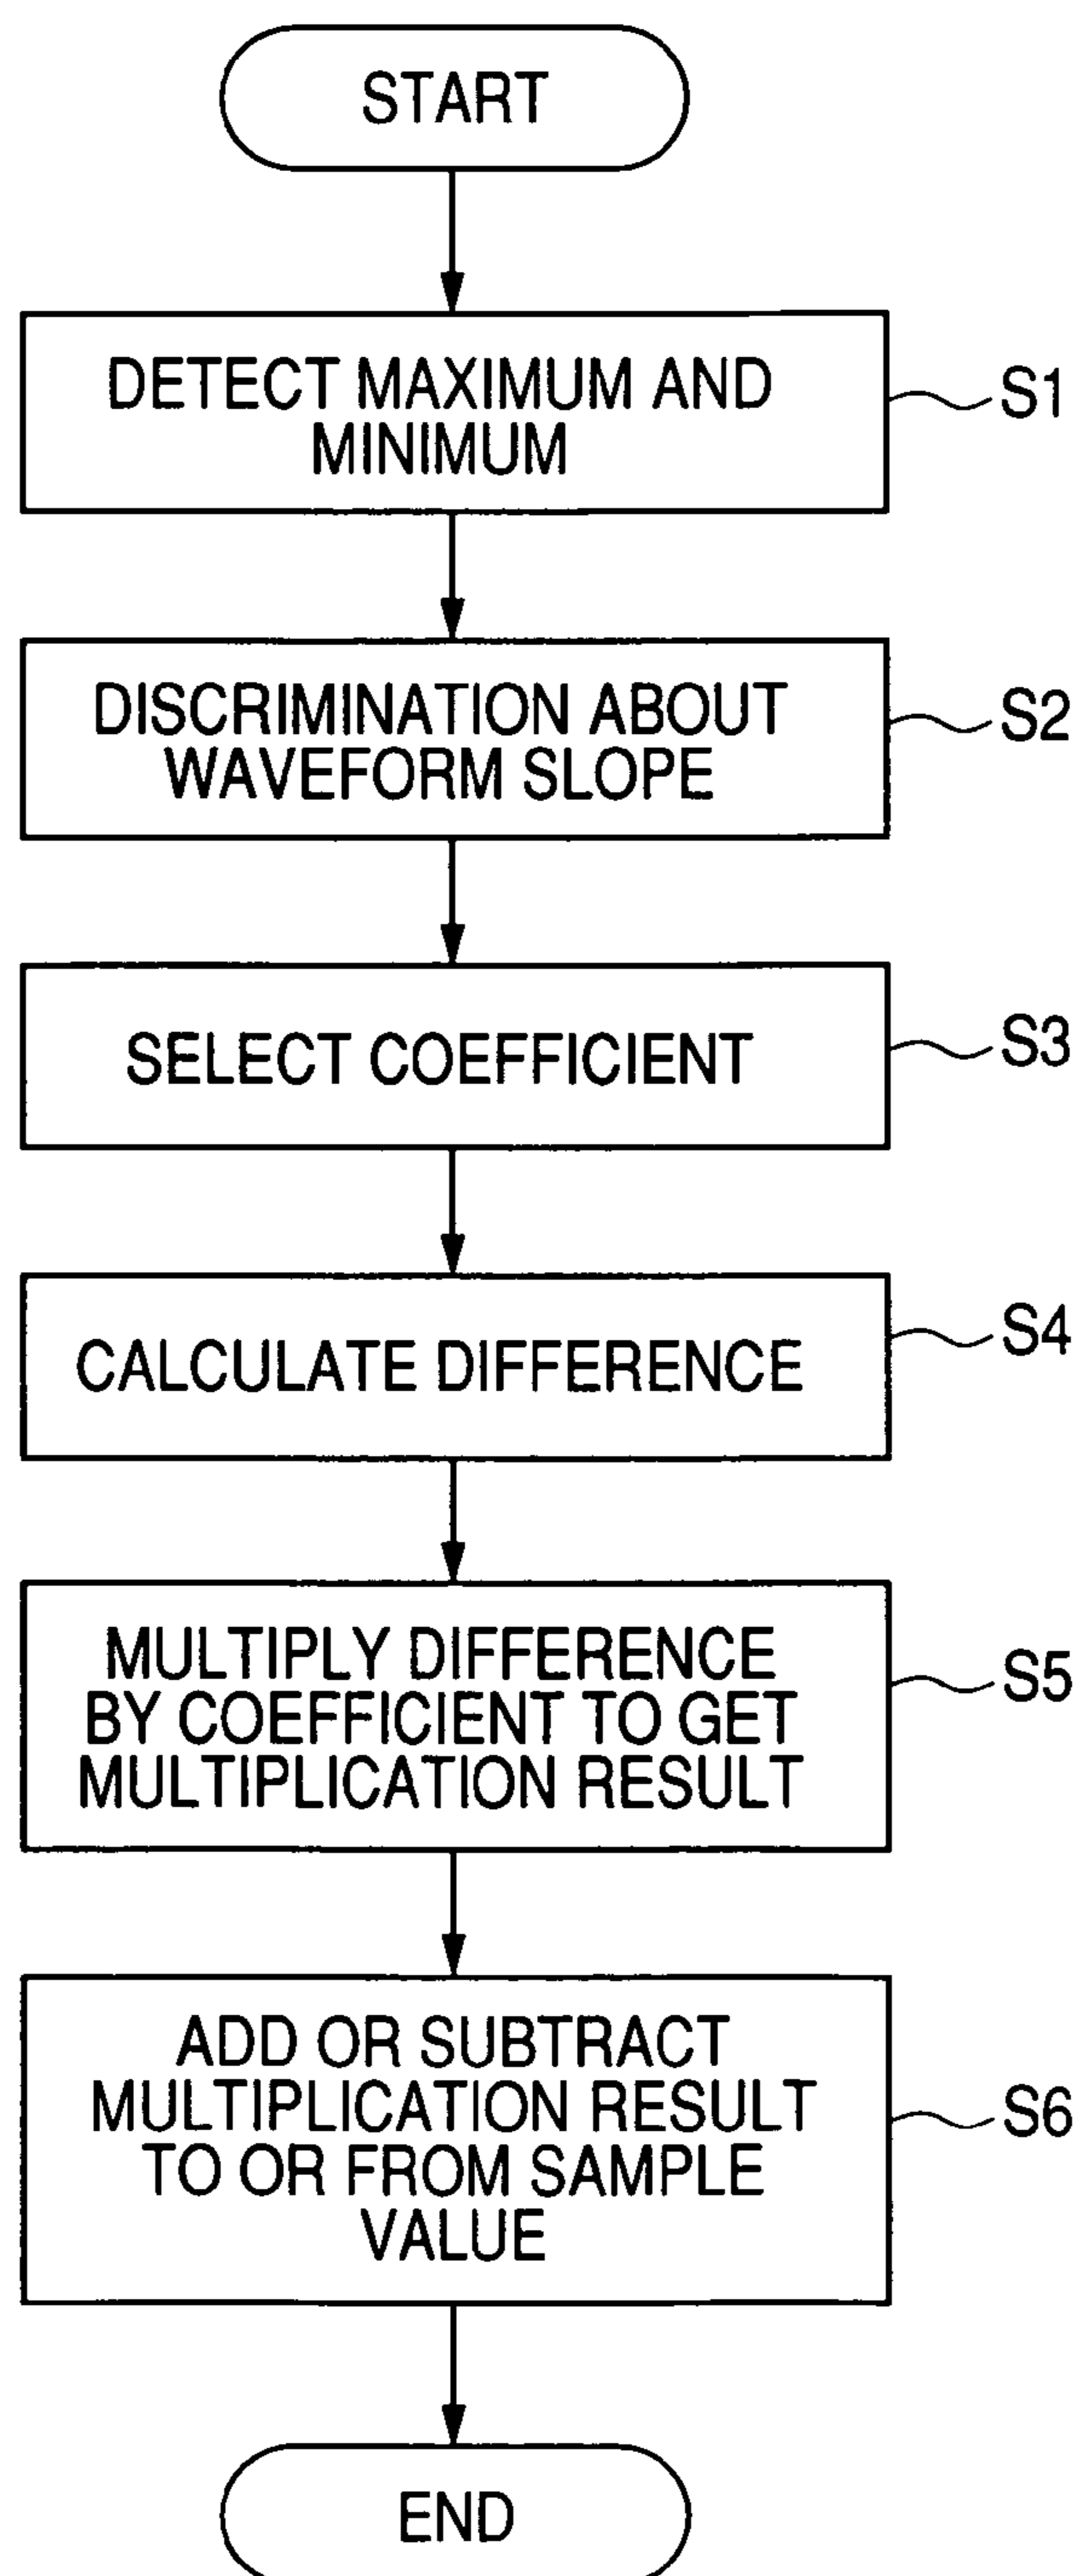 START
DETECT MAXIMUM AND
MINIMUM
S1
DISCRIMINATION ABOUT
WAVEFORM SLOPE
S2
SELECT COEFFICIENT
S3
CALCULATE DIFFERENCE
S4
MULTIPLY DIFFERENCE
BY COEFFICIENT TO GET
MULTIPLICATION RESULT
S5
ADD OR SUBTRACT
MULTIPLICATION RESULT
TO OR FROM SAMPLE
VALUE
S6
END